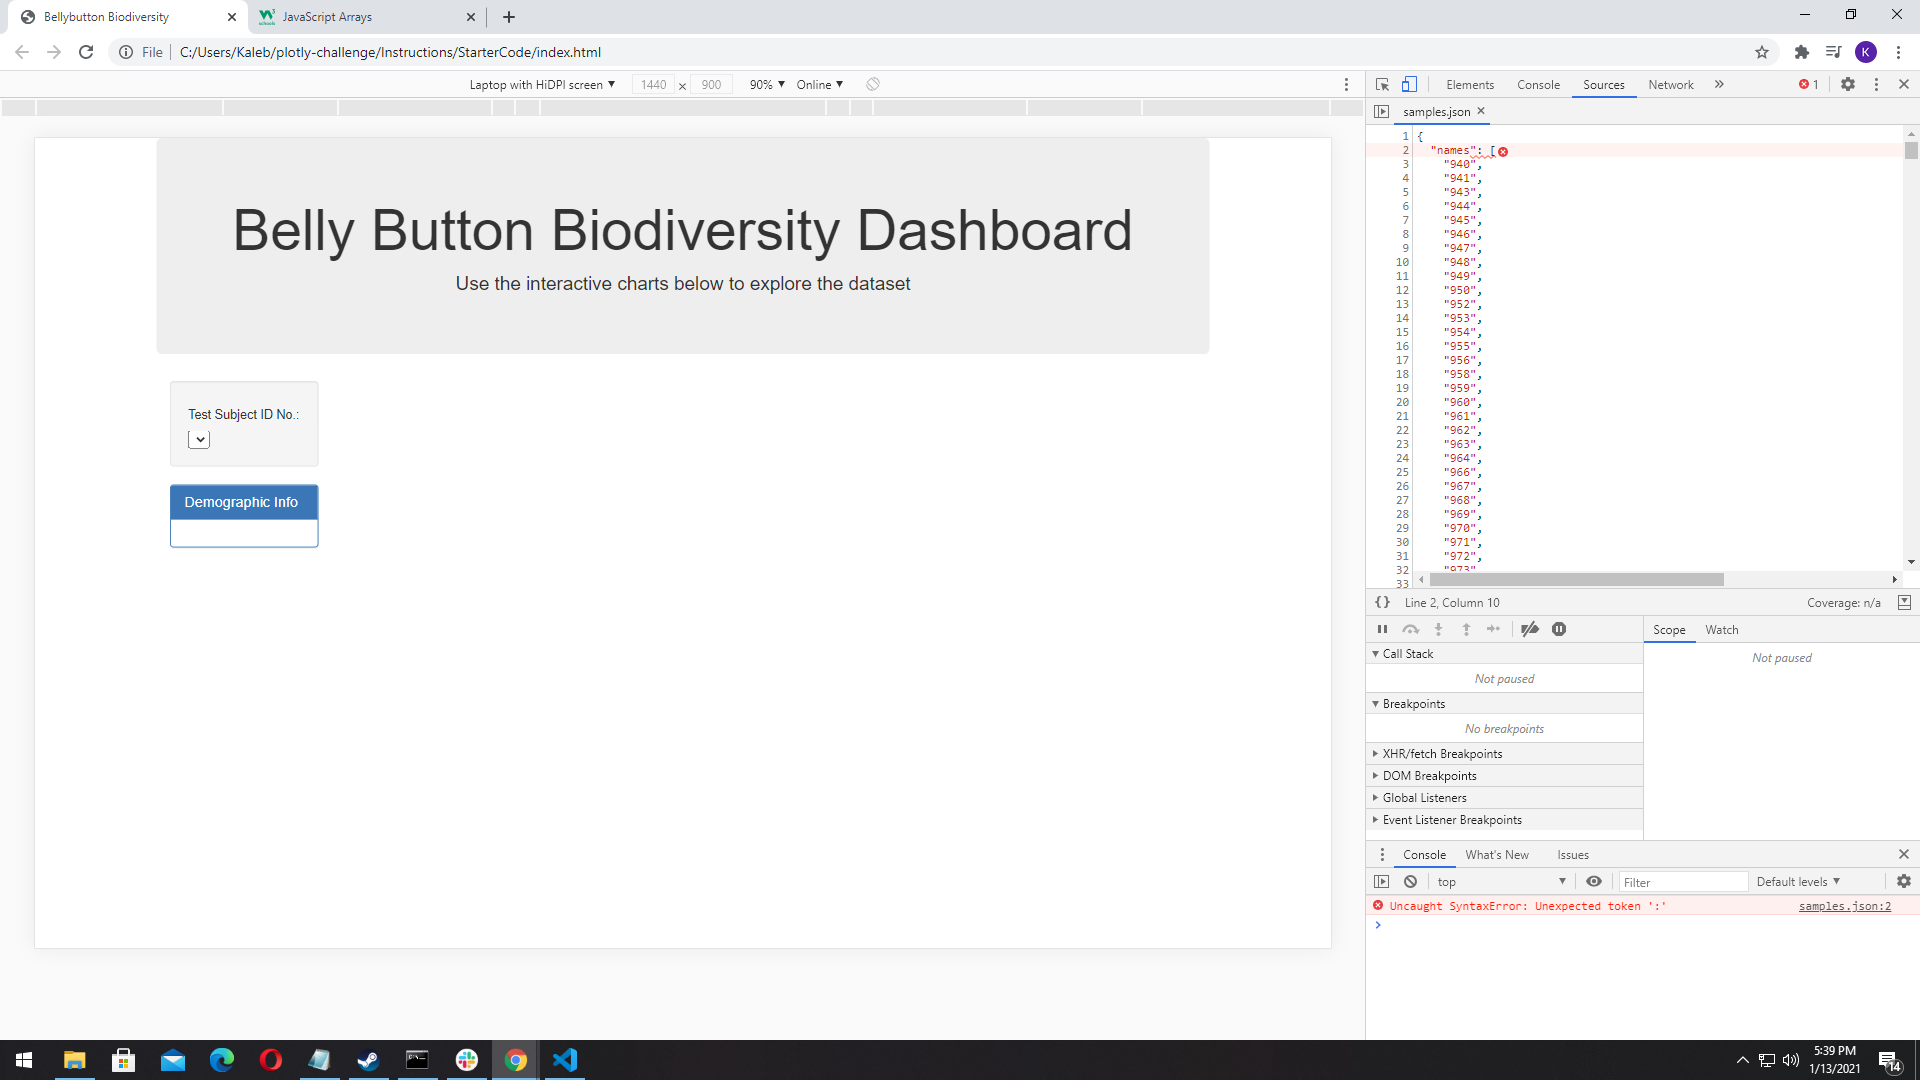 Bellybutton Biodiversity
JavaScript Arrays
File
C:/Users/Kaleb/plotly-challenge/Instructions/StarterCode/index.html
K
Laptop with HiDPI screen ▼ 1440 x 900 90% ▼ Online ▼
Elements Console Sources Network » 1
samples.json
Belly Button Biodiversity Dashboard
Use the interactive charts below to explore the dataset
Test Subject ID No.:
Demographic Info
1 {
2 "names": [
3 "940",
4 "941",
5 "943",
6 "944",
7 "945",
8 "946",
9 "947",
10 "948",
11 "949",
12 "950",
13 "952",
14 "953",
15 "954",
16 "955",
17 "956",
18 "958",
19 "959",
20 "960",
21 "961",
22 "962",
23 "963",
24 "964",
25 "966",
26 "967",
27 "968",
28 "969",
29 "970",
30 "971",
31 "972",
32 "973"
33
{} Line 2, Column 10 Coverage: n/a
Scope Watch
Call Stack
Not paused
Not paused
Breakpoints
No breakpoints
XHR/fetch Breakpoints
DOM Breakpoints
Global Listeners
Event Listener Breakpoints
Console What's New Issues
top ▼ Filter Default levels ▼
Uncaught SyntaxError: Unexpected token ':' samples.json:2
5:39 PM
1/13/2021
14